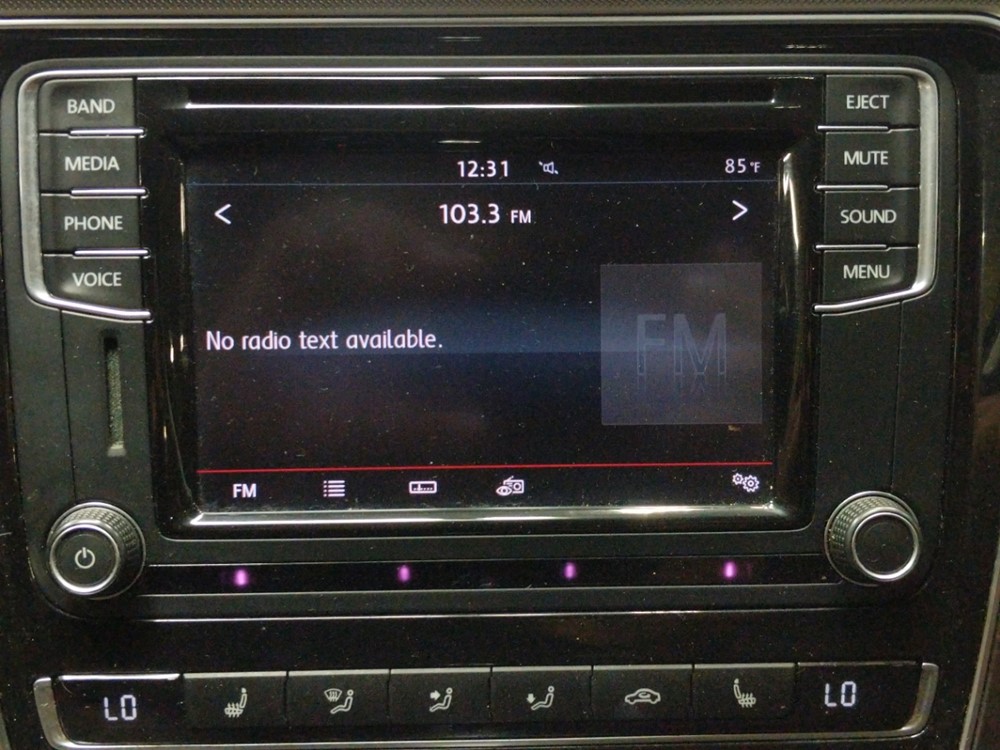 BAND
MEDIA
PHONE
VOICE
EJECT
MUTE
SOUND
MENU
12:31
85°F
< 103.3 FM >
No radio text available.
FM
FM
LO
LO